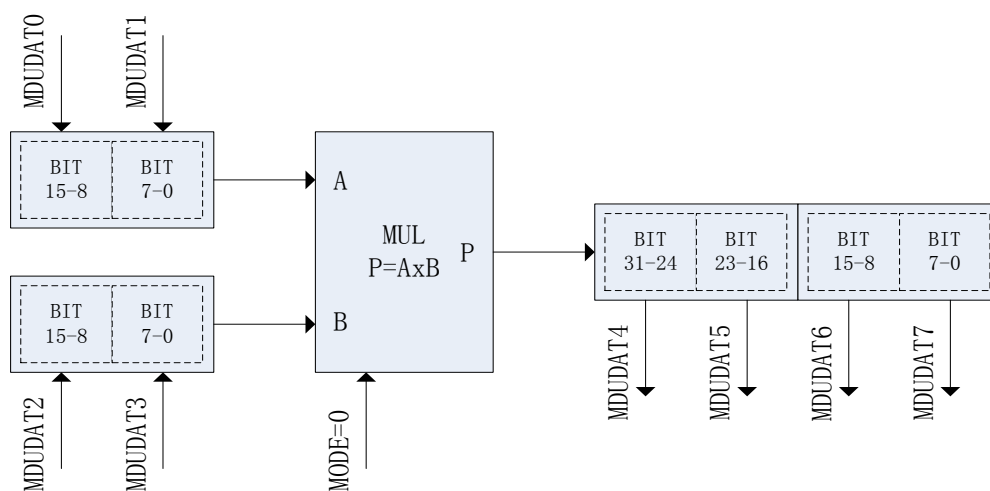 MDUDAT0
MDUDAT1
BIT
15-8
BIT
7-0
A
MUL
P=AxB
P
BIT
31-24
BIT
23-16
BIT
15-8
BIT
7-0
BIT
15-8
BIT
7-0
B
MDUDAT2
MDUDAT3
MODE=0
MDUDAT4
MDUDAT5
MDUDAT6
MDUDAT7